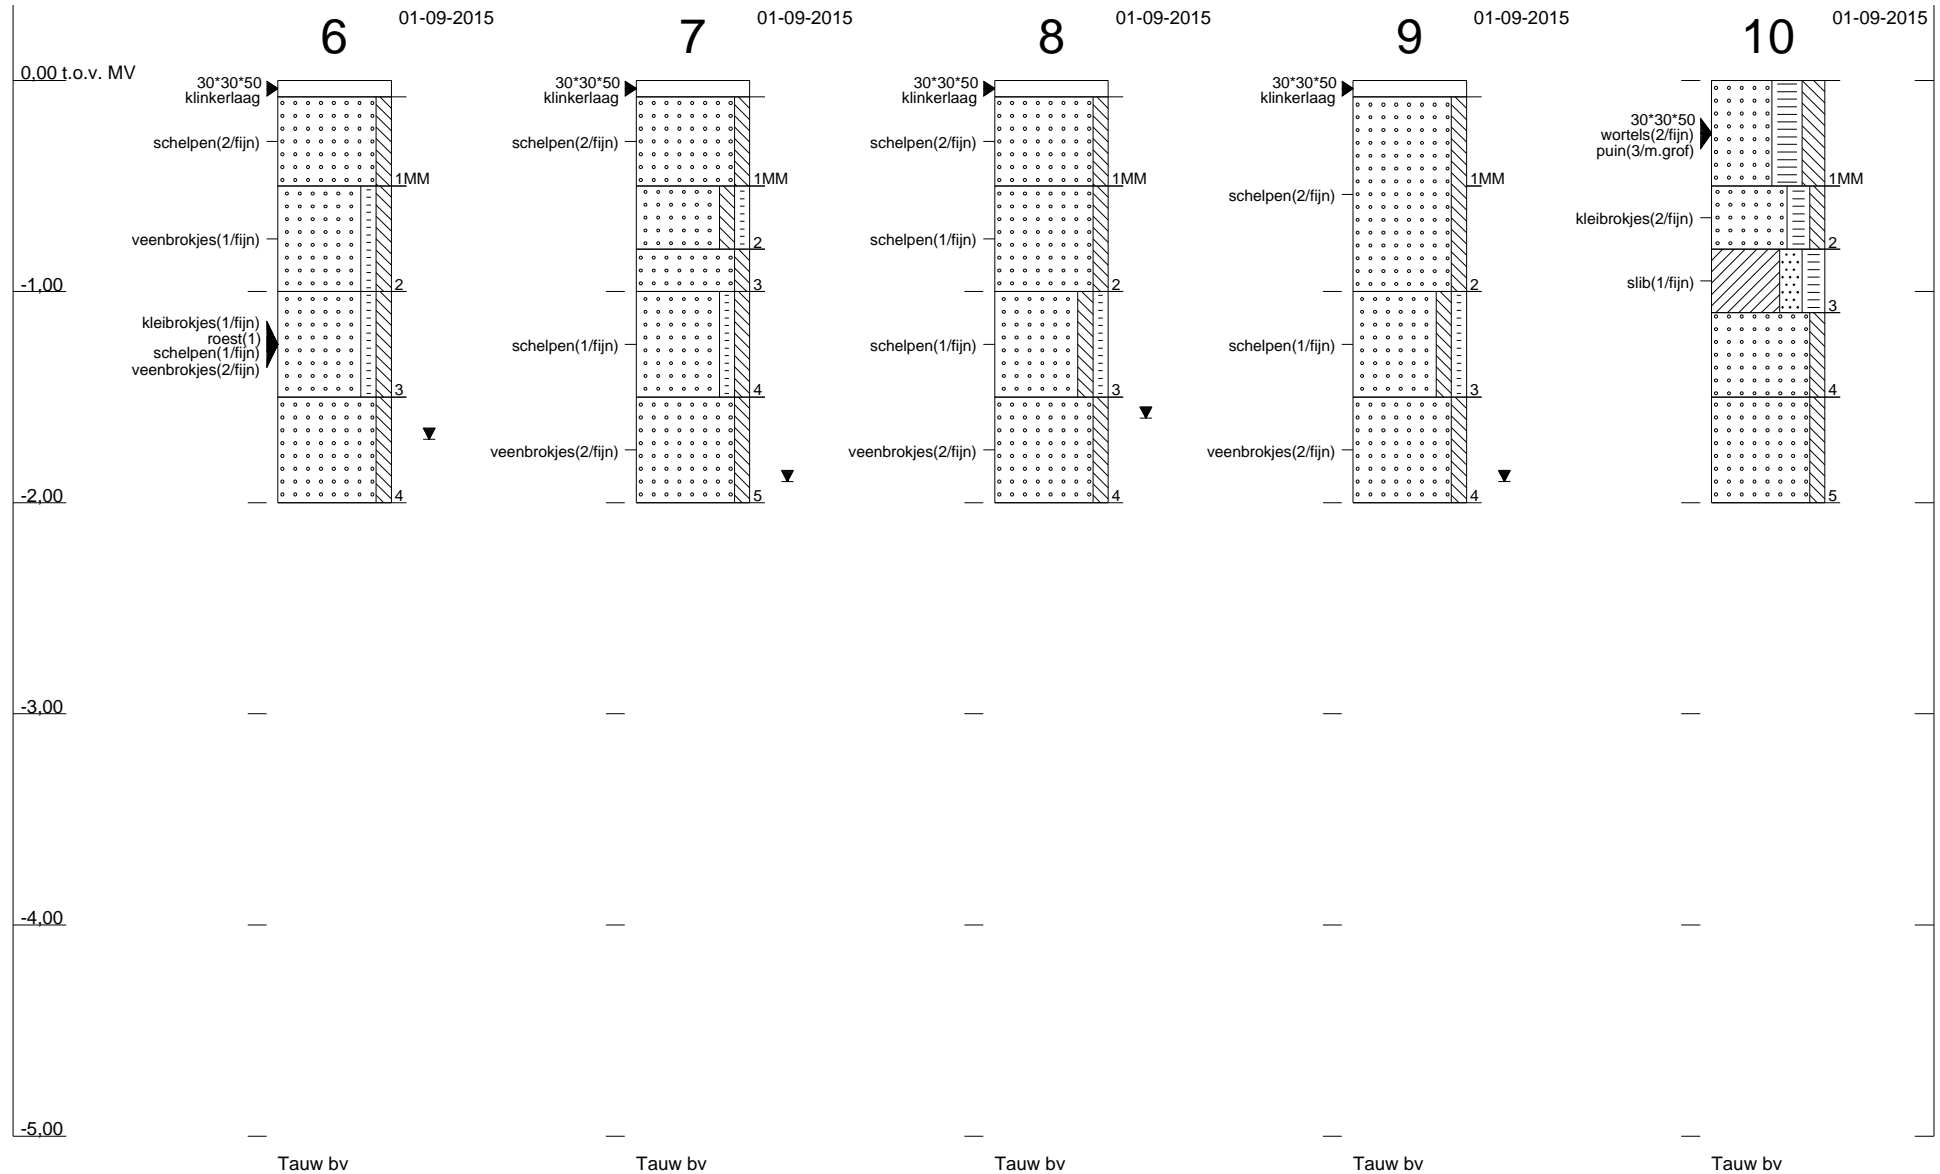 6
01-09-2015
7
01-09-2015
8
01-09-2015
9
01-09-2015
10
01-09-2015
0,00 t.o.v. MV
-1,00
-2,00
-3,00
-4,00
-5,00
30*30*50
klinkerlaag
schelpen(2/fijn)
1MM
veenbrokjes(1/fijn)
2
kleibrokjes(1/fijn)
roest(1)
schelpen(1/fijn)
veenbrokjes(2/fijn)
3
4
Tauw bv
30*30*50
klinkerlaag
schelpen(2/fijn)
1MM
2
3
schelpen(1/fijn)
4
veenbrokjes(2/fijn)
5
Tauw bv
30*30*50
klinkerlaag
schelpen(2/fijn)
1MM
schelpen(1/fijn)
2
schelpen(1/fijn)
3
veenbrokjes(2/fijn)
4
Tauw bv
30*30*50
klinkerlaag
1MM
schelpen(2/fijn)
2
schelpen(1/fijn)
3
veenbrokjes(2/fijn)
4
Tauw bv
30*30*50
wortels(2/fijn)
puin(3/m.grof)
1MM
kleibrokjes(2/fijn)
2
slib(1/fijn)
3
4
5
Tauw bv